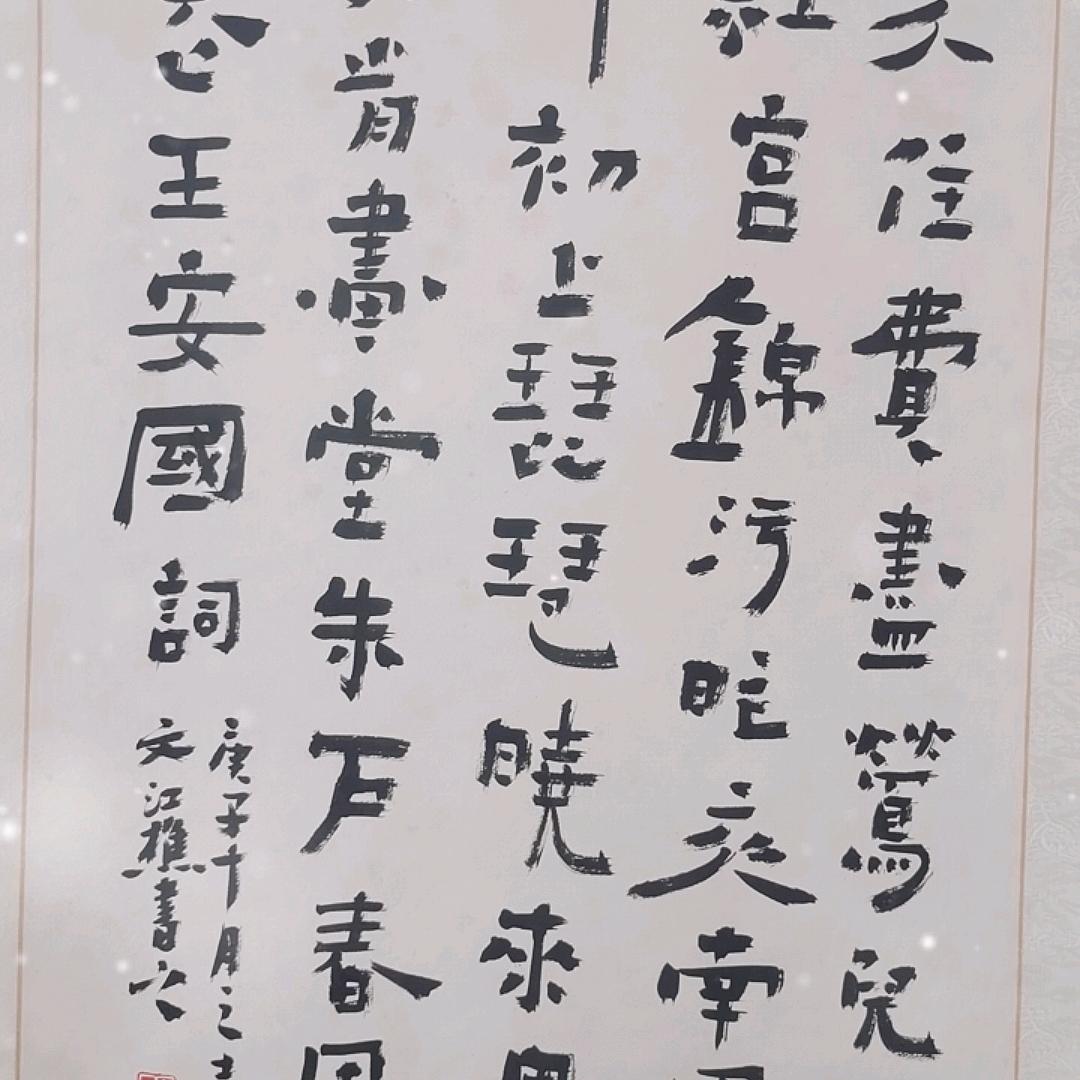 住費盡鶯兒
紅宮錦污昨夜南
初上琵琶曉來
肯畫堂朱戶春風
王安國詞
庚子十月之
文江樵書之